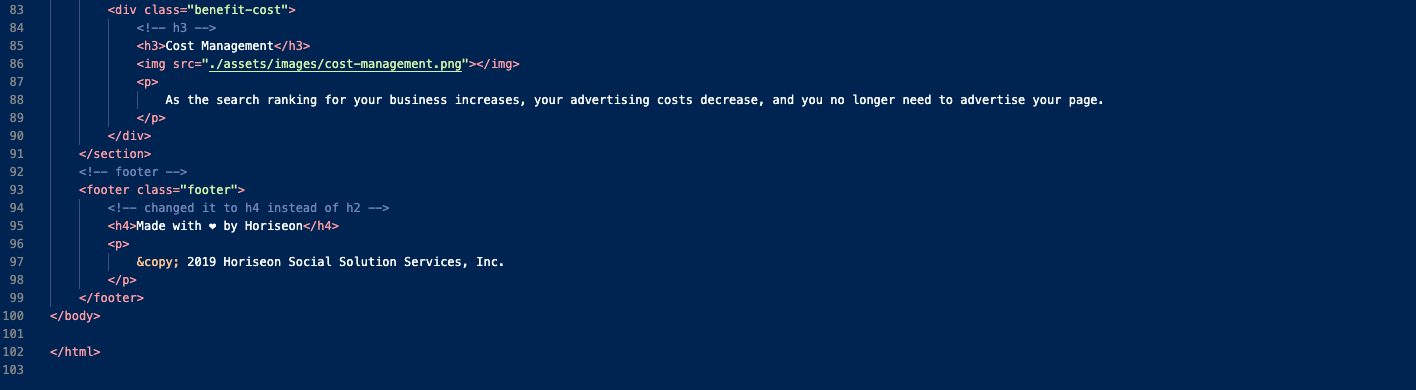 83 <div class="benefit-cost">
84 <!-- h3 -->
85 <h3>Cost Management</h3>
86 <img src="./assets/images/cost-management.png"></img>
87 <p>
88 As the search ranking for your business increases, your advertising costs decrease, and you no longer need to advertise your page.
89 </p>
90 </div>
91 </section>
92 <!-- footer -->
93 <footer class="footer">
94 <!-- changed it to h4 instead of h2 -->
95 <h4>Made with ❤ by Horiseon</h4>
96 <p>
97 &copy; 2019 Horiseon Social Solution Services, Inc.
98 </p>
99 </footer>
100 </body>
101
102 </html>
103